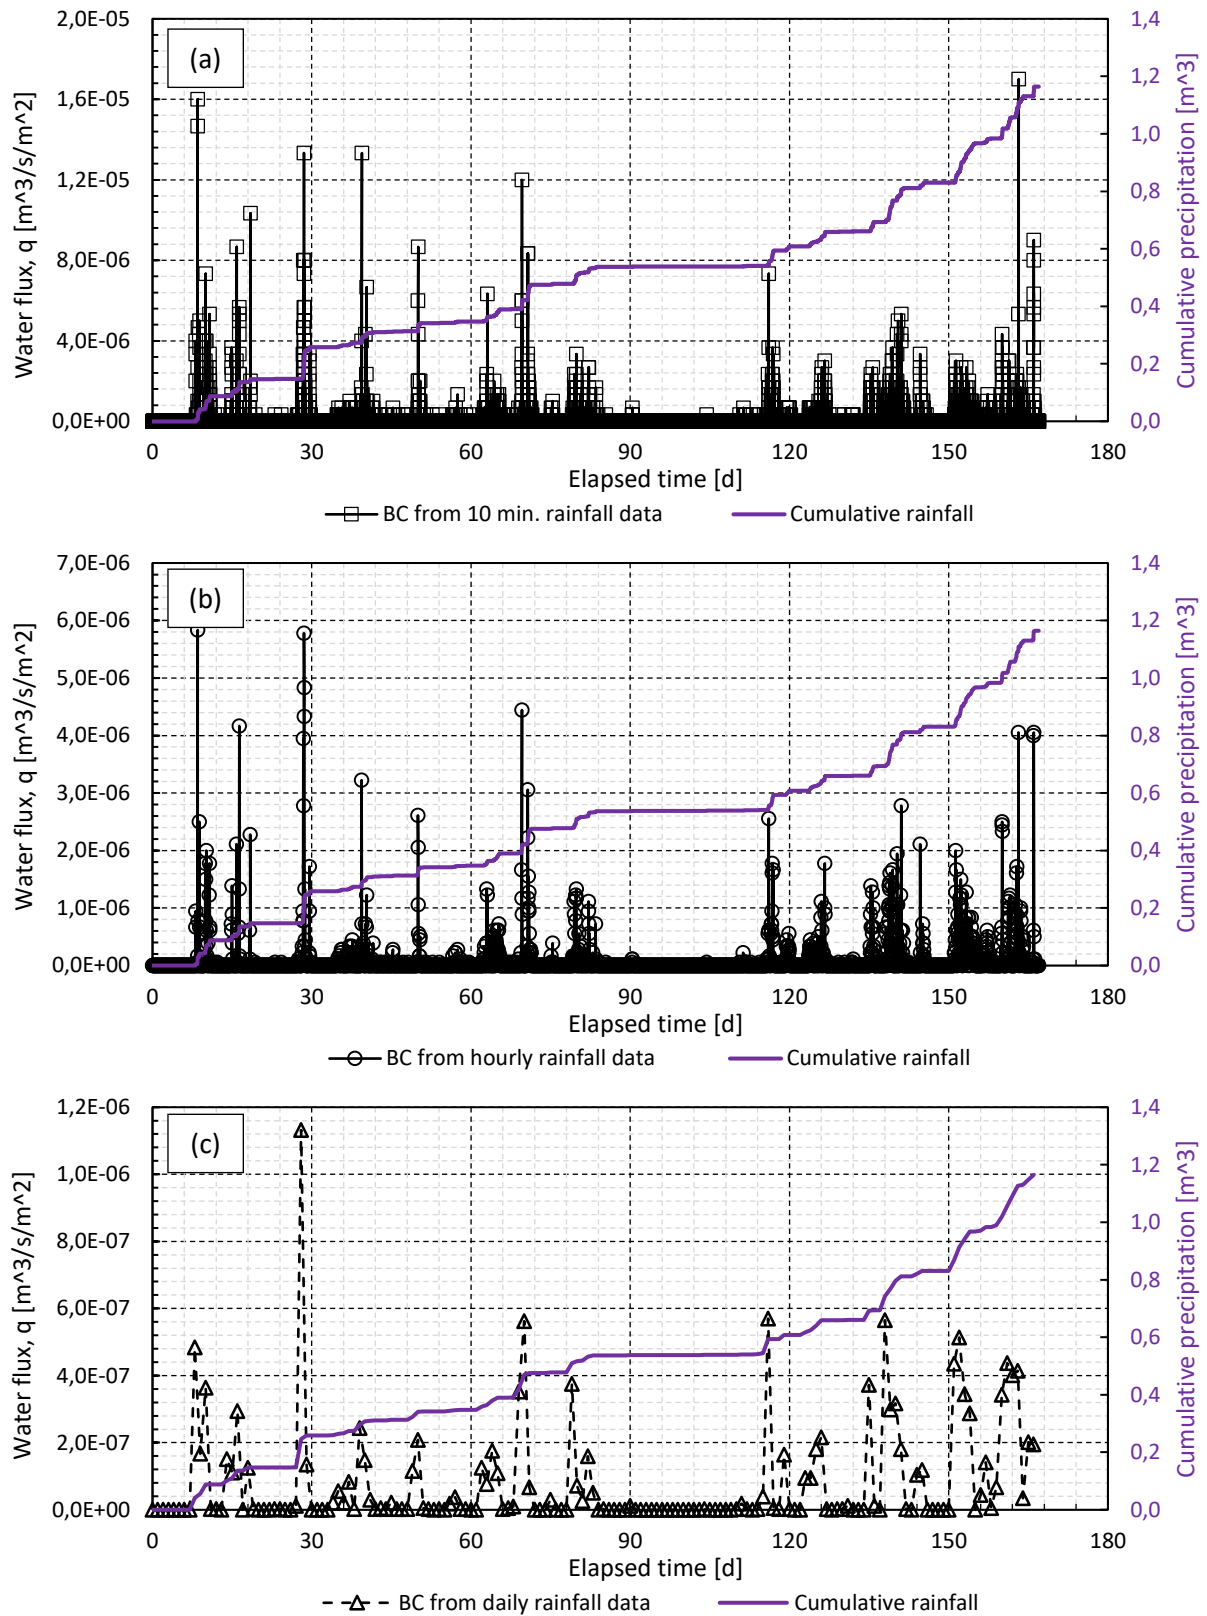 (a)
Water flux, q [m^3/s/m^2]
2,0E-05
1,6E-05
1,2E-05
8,0E-06
4,0E-06
0,0E+00
1,4
1,2
1,0
0,8
0,6
0,4
0,2
0,0
Cumulative precipitation [m^3]
0 30 60 90 120 150 180
Elapsed time [d]
BC from 10 min. rainfall data Cumulative rainfall
(b)
Water flux, q [m^3/s/m^2]
7,0E-06
6,0E-06
5,0E-06
4,0E-06
3,0E-06
2,0E-06
1,0E-06
0,0E+00
1,4
1,2
1,0
0,8
0,6
0,4
0,2
0,0
Cumulative precipitation [m^3]
0 30 60 90 120 150 180
Elapsed time [d]
BC from hourly rainfall data Cumulative rainfall
(c)
Water flux, q [m^3/s/m^2]
1,2E-06
1,0E-06
8,0E-07
6,0E-07
4,0E-07
2,0E-07
0,0E+00
1,4
1,2
1,0
0,8
0,6
0,4
0,2
0,0
Cumulative precipitation [m^3]
0 30 60 90 120 150 180
Elapsed time [d]
BC from daily rainfall data Cumulative rainfall